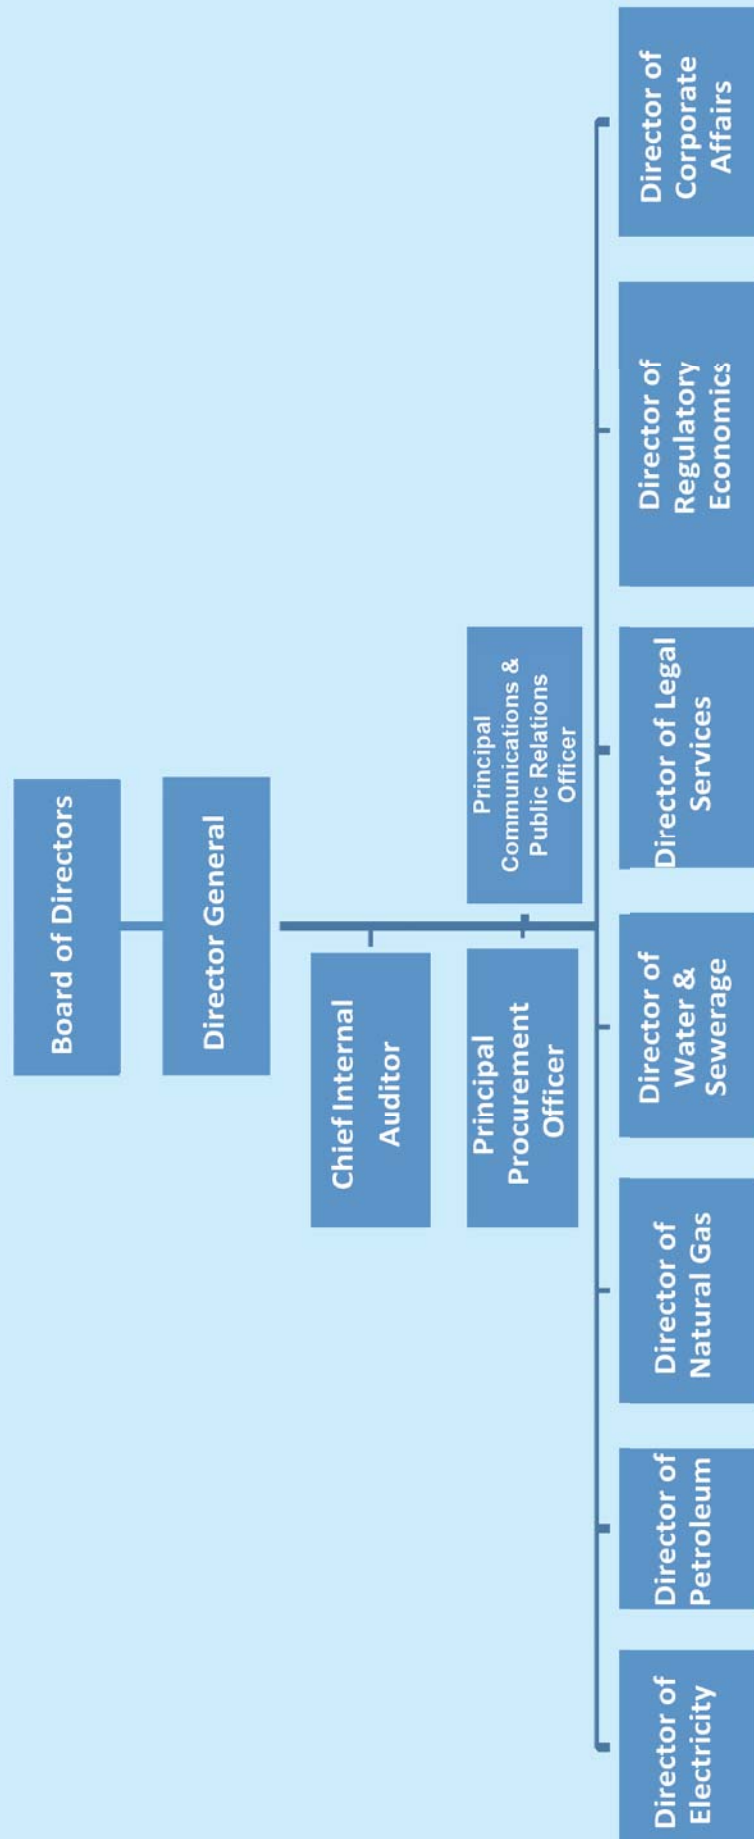 Board of Directors
Director General
Chief Internal
Auditor
Principal
Procurement
Officer
Principal
Communications &
Public Relations
Officer
Director of
Electricity
Director of
Petroleum
Director of
Natural Gas
Director of
Water &
Sewerage
Director of Legal
Services
Director of
Regulatory
Economics
Director of
Corporate
Affairs